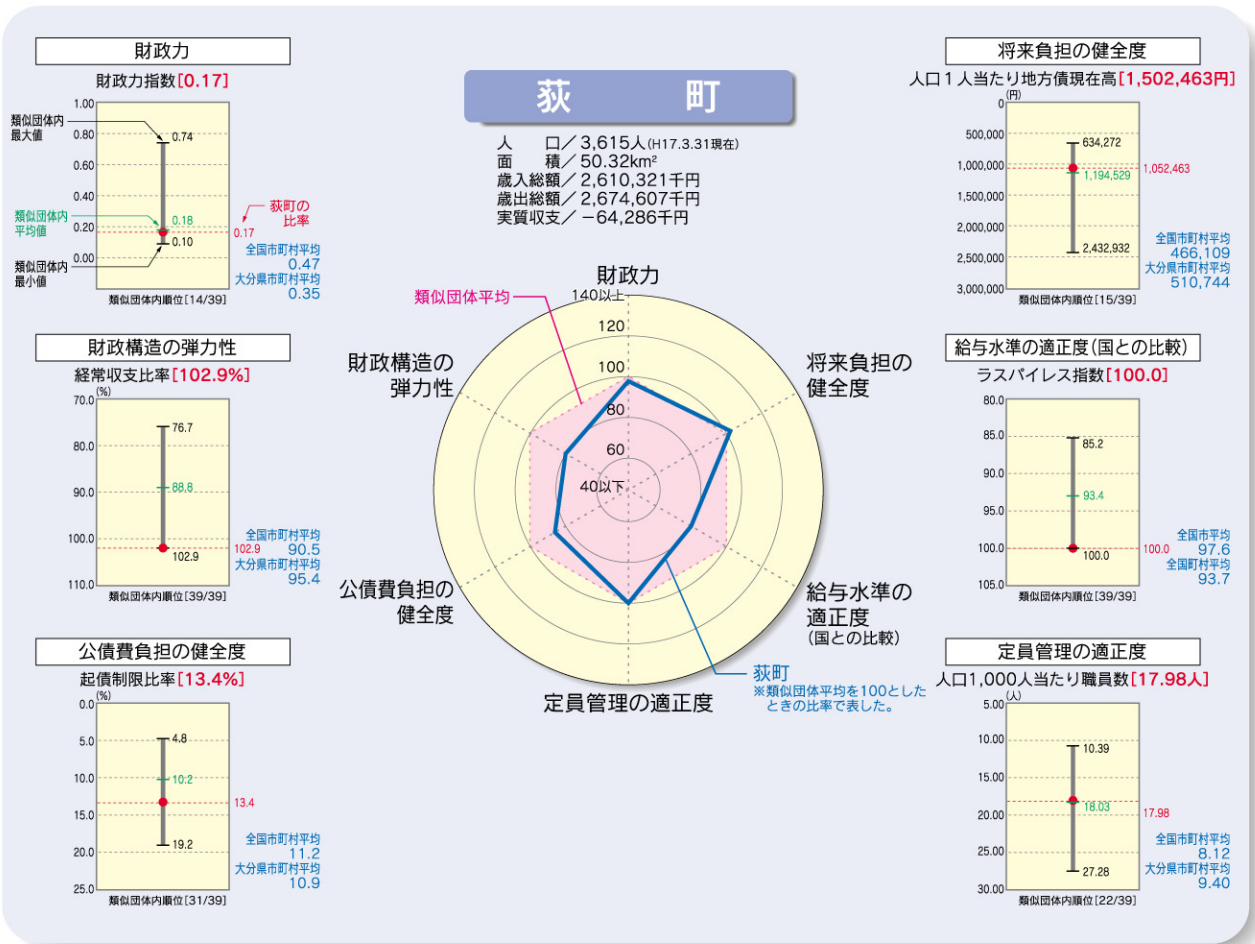 荻　町
人　口／3,615人(H17.3.31現在)
面　積／50.32km²
歳入総額／2,610,321千円
歳出総額／2,674,607千円
実質収支／−64,286千円
財政力
財政力指数[0.17]
1.00
0.80
0.60
0.40
0.20
0.00
類似団体内
最大値
0.74
類似団体内
平均値
0.18
類似団体内
最小値
0.10
荻町の
比率
0.17
全国市町村平均
0.47
大分県市町村平均
0.35
類似団体内順位[14/39]
財政構造の弾力性
経常収支比率[102.9%]
(%)
70.0
80.0
90.0
100.0
110.0
76.7
88.8
102.9
102.9
全国市町村平均
90.5
大分県市町村平均
95.4
類似団体内順位[39/39]
公債費負担の健全度
起債制限比率[13.4%]
(%)
0.0
5.0
10.0
15.0
20.0
25.0
4.8
10.2
19.2
13.4
全国市町村平均
11.2
大分県市町村平均
10.9
類似団体内順位[31/39]
財政力
類似団体平均
140以上
120
100
80
60
40以下
財政構造の
弾力性
将来負担の
健全度
公債費負担の
健全度
給与水準の
適正度
(国との比較)
定員管理の適正度
荻町
※類似団体平均を100とした
ときの比率で表した。
将来負担の健全度
人口1人当たり地方債現在高[1,502,463円]
(円)
0
500,000
1,000,000
1,500,000
2,000,000
2,500,000
3,000,000
634,272
1,194,529
2,432,932
1,052,463
全国市町村平均
466,109
大分県市町村平均
510,744
類似団体内順位[15/39]
給与水準の適正度(国との比較)
ラスパイレス指数[100.0]
80.0
85.0
90.0
95.0
100.0
105.0
85.2
93.4
100.0
100.0
全国市平均
97.6
全国町村平均
93.7
類似団体内順位[39/39]
定員管理の適正度
人口1,000人当たり職員数[17.98人]
(人)
5.00
10.00
15.00
20.00
25.00
30.00
10.39
18.03
27.28
17.98
全国市町村平均
8.12
大分県市町村平均
9.40
類似団体内順位[22/39]